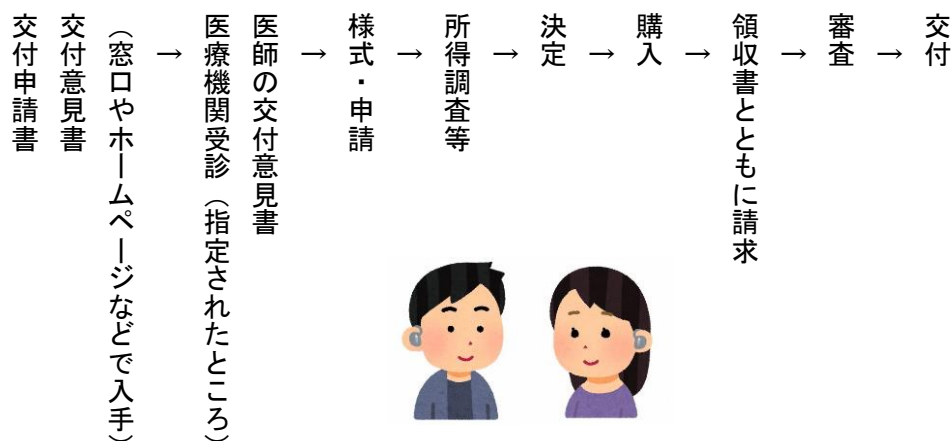 交付申請書
交付意見書
（窓口やホームページなどで入手）
→
医療機関受診（指定されたところ）
医師の交付意見書
→
様式・申請
→
所得調査等
→
決定
→
購入
→
領収書とともに請求
→
審査
→
交付